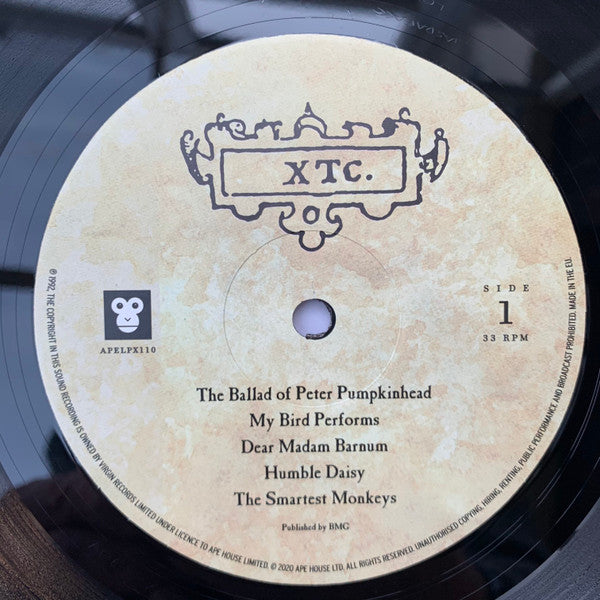 XTC.
APELPX110
SIDE
1
33 RPM
The Ballad of Peter Pumpkinhead
My Bird Performs
Dear Madam Barnum
Humble Daisy
The Smartest Monkeys
Published by BMG
℗ 1992, THE COPYRIGHT IN THIS SOUND RECORDING IS OWNED BY VIRGIN RECORDS LIMITED UNDER LICENCE TO APE HOUSE LIMITED. © 2020 APE HOUSE LTD, ALL RIGHTS RESERVED. UNAUTHORISED COPYING, HIRING, RENTING, PUBLIC PERFORMANCE AND BROADCAST PROHIBITED. MADE IN THE EU.